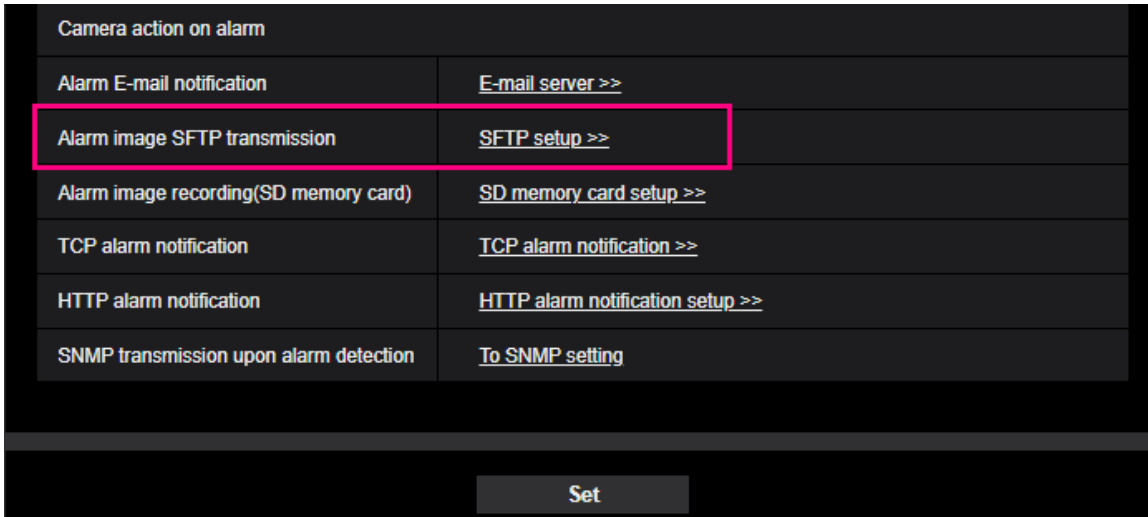 Camera action on alarm
Alarm E-mail notification E-mail server >>
Alarm image SFTP transmission SFTP setup >>
Alarm image recording(SD memory card) SD memory card setup >>
TCP alarm notification TCP alarm notification >>
HTTP alarm notification HTTP alarm notification setup >>
SNMP transmission upon alarm detection To SNMP setting
Set